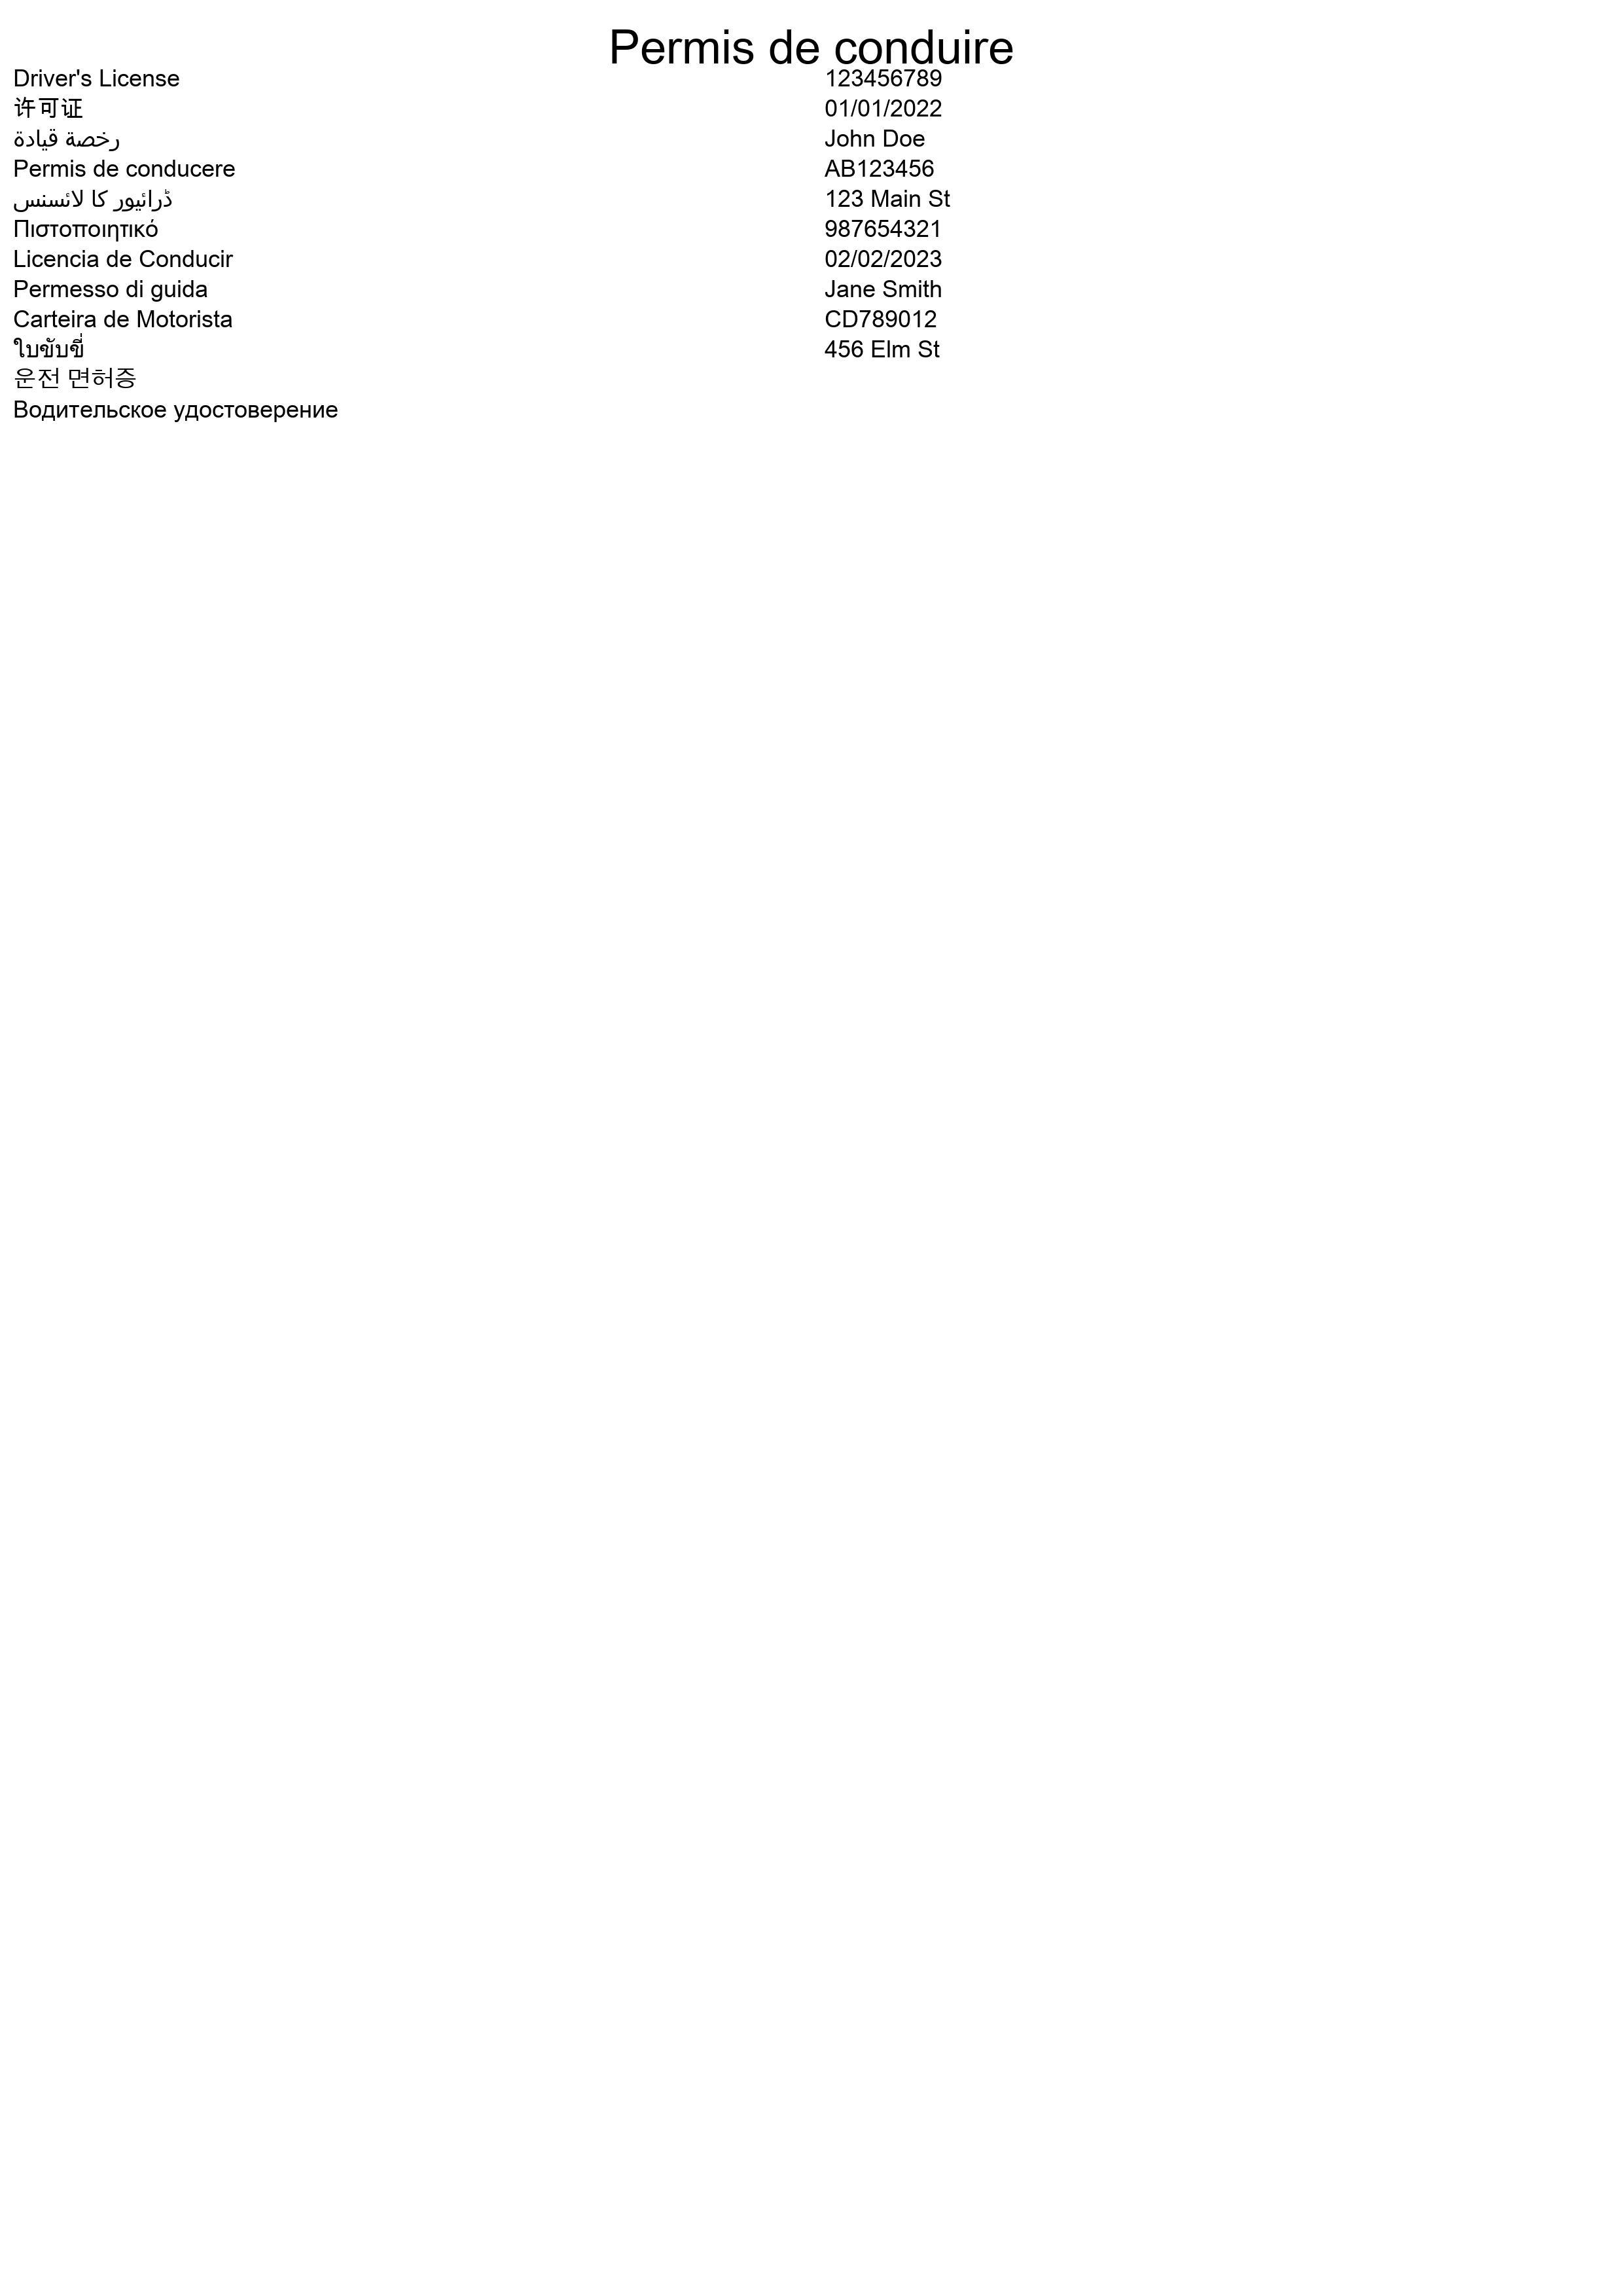 Permis de conduire
Driver's License
许可证
رخصة قيادة
Permis de conducere
ڈرائیور کا لائسنس
Πιστοποιητικό
Licencia de Conducir
Permesso di guida
Carteira de Motorista
ใบขับขี่
운전 면허증
Водительское удостоверение
123456789
01/01/2022
John Doe
AB123456
123 Main St
987654321
02/02/2023
Jane Smith
CD789012
456 Elm St